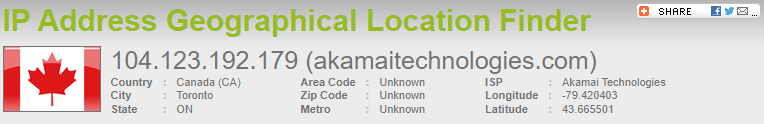 IP Address Geographical Location Finder
SHARE ...
104.123.192.179 (akamaitechnologies.com)
Country : Canada (CA) Area Code : Unknown ISP : Akamai Technologies
City : Toronto Zip Code : Unknown Longitude : -79.420403
State : ON Metro : Unknown Latitude : 43.665501